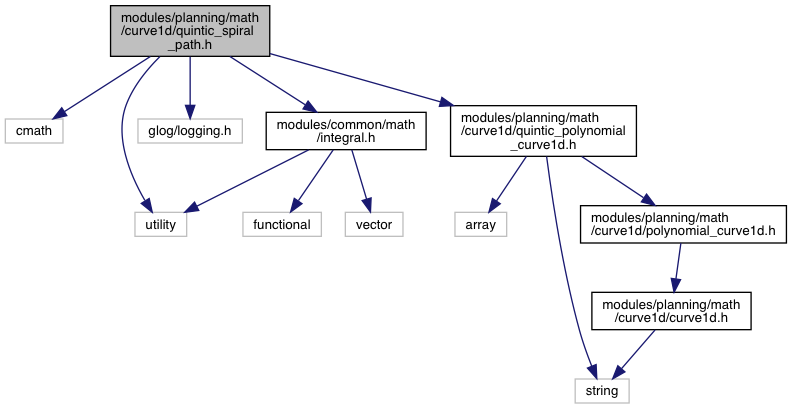 modules/planning/math
/curve1d/quintic_spiral
_path.h
cmath
glog/logging.h
modules/common/math
/integral.h
modules/planning/math
/curve1d/quintic_polynomial
_curve1d.h
utility
functional
vector
array
modules/planning/math
/curve1d/polynomial_curve1d.h
modules/planning/math
/curve1d/curve1d.h
string